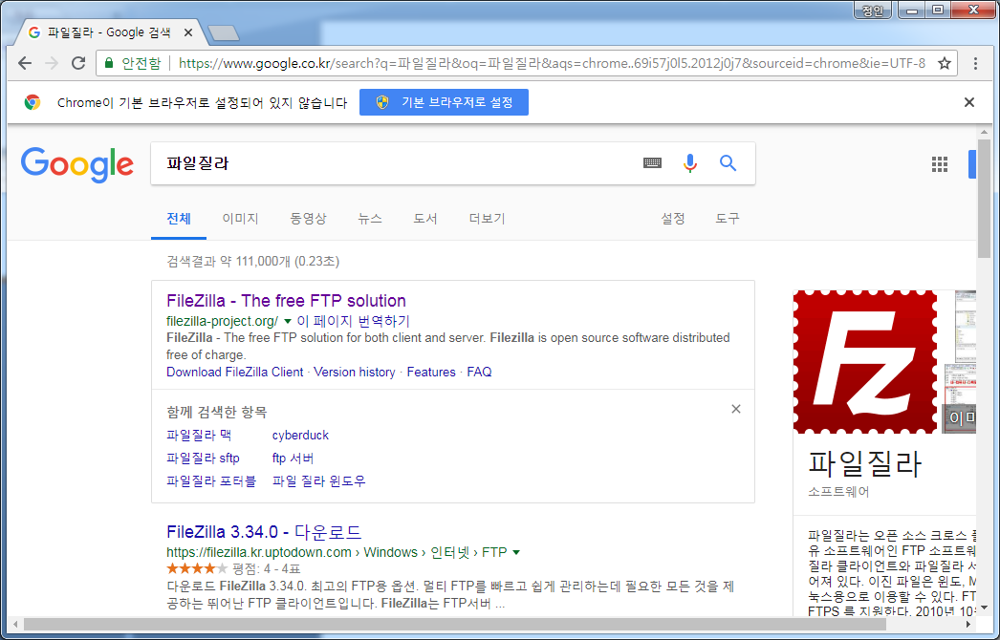 정인
파일질라 - Google 검색
안전함 https://www.google.co.kr/search?q=파일질라&oq=파일질라&aqs=chrome..69i57j0l5.2012j0j7&sourceid=chrome&ie=UTF-8
Chrome이 기본 브라우저로 설정되어 있지 않습니다 기본 브라우저로 설정
Google 파일질라
전체 이미지 동영상 뉴스 도서 더보기 설정 도구
검색결과 약 111,000개 (0.23초)
FileZilla - The free FTP solution
filezilla-project.org/ 이 페이지 번역하기
FileZilla - The free FTP solution for both client and server. Filezilla is open source software distributed
free of charge.
Download FileZilla Client · Version history · Features · FAQ
함께 검색한 항목
파일질라 맥 cyberduck
파일질라 sftp ftp 서버
파일질라 포터블 파일 질라 윈도우
FileZilla 3.34.0 - 다운로드
https://filezilla.kr.uptodown.com › Windows › 인터넷 › FTP
평점: 4 - 4표
다운로드 FileZilla 3.34.0. 최고의 FTP용 옵션. 멀티 FTP를 빠르고 쉽게 관리하는데 필요한 모든 것을 제
공하는 뛰어난 FTP 클라이언트입니다. FileZilla는 FTP서버 ...
Fz
파일질라
소프트웨어
파일질라는 오픈 소스 크로스
유 소프트웨어인 FTP 소프트웨
질라 클라이언트와 파일질라 서
어져 있다. 이진 파일은 윈도, M
눅스용으로 이용할 수 있다. FT
FTPS 를 지원한다. 2010년 10